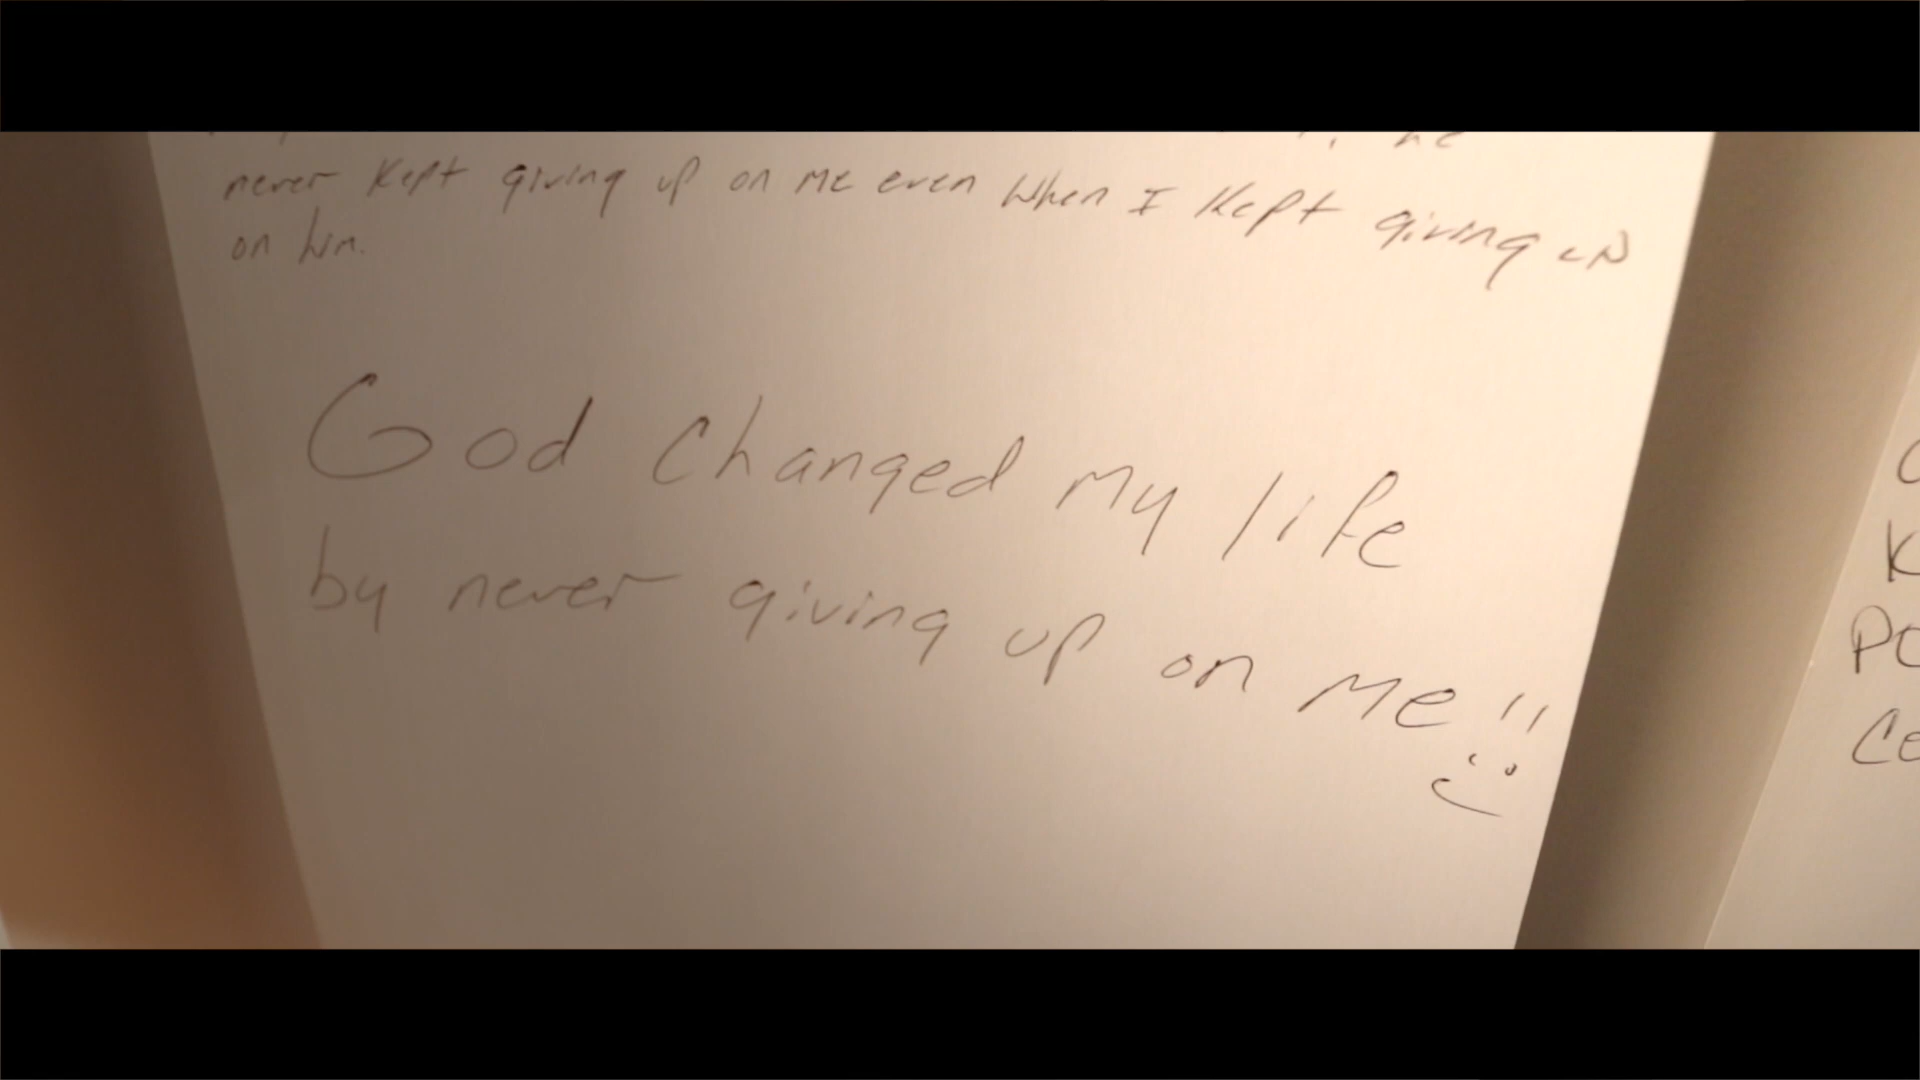 he
never kept giving up on me even when I kept giving up
on him.
God changed my life
by never giving up on me!!